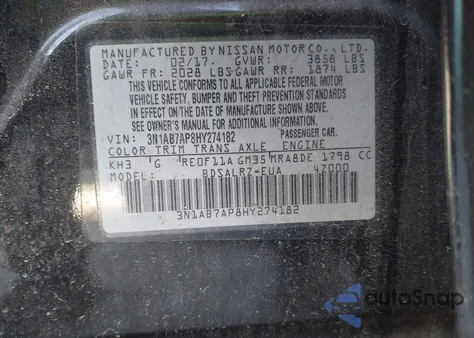 MANUFACTURED BY NISSAN MOTOR CO., LTD.
DATE: 02/17. GVWR: 3858 LBS
GAWR FR: 2028 LBS GAWR RR: 1874 LBS
THIS VEHICLE CONFORMS TO ALL APPLICABLE FEDERAL MOTOR
VEHICLE SAFETY, BUMPER AND THEFT PREVENTION STANDARDS
IN EFFECT ON THE DATE OF MANUFACTURE SHOWN ABOVE.
SEE OWNER'S MANUAL FOR ADDITIONAL INFORMATION.
VIN: 3N1AB7AP8HY274182 PASSENGER CAR.
COLOR TRIM TRANS AXLE ENGINE
KH3 'G 'RE0F11A GM35 MRA8DE 1798 CC
MODEL: BDSALRZ-EUA 47000
3N1AB7AP8HY274182
autoSnap